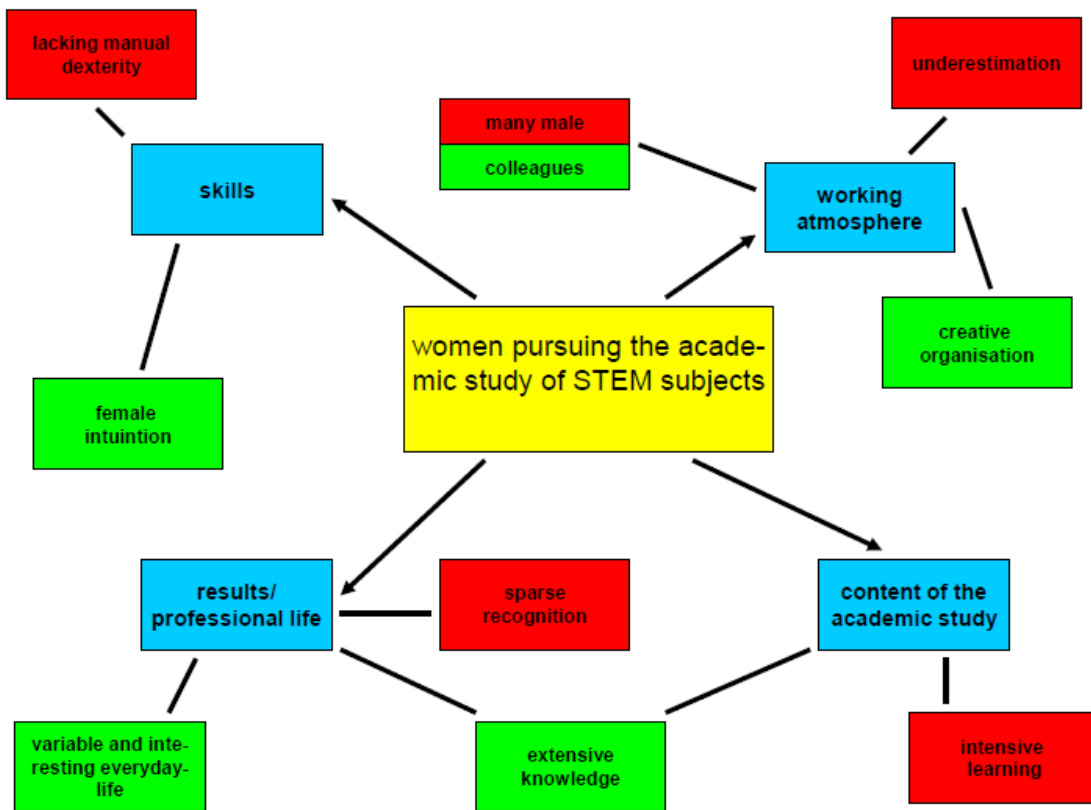 lacking manual
dexterity
underestimation
many male
colleagues
skills
working
atmosphere
women pursuing the acade-
mic study of STEM subjects
creative
organisation
female
intuintion
results/
professional life
sparse
recognition
content of the
academic study
variable and inte-
resting everyday-
life
extensive
knowledge
intensive
learning